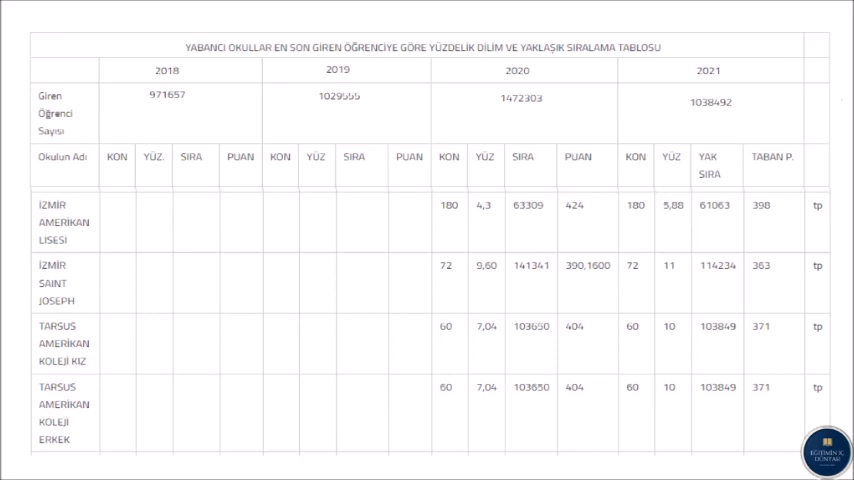 YABANCI OKULLAR EN SON GİREN ÖĞRENCİYE GÖRE YÜZDELİK DİLİM VE YAKLAŞIK SIRALAMA TABLOSU
2018 2019 2020 2021
Giren Öğrenci Sayısı 971657 1029555 1472303 1038492
Okulun Adı KON YÜZ. SIRA PUAN KON YÜZ SIRA PUAN KON YÜZ SIRA PUAN KON YÜZ YAK SIRA TABAN P.
İZMİR AMERİKAN LISESI 180 4,3 63309 424 180 5,88 61063 398 tp
İZMİR SAINT JOSEPH 72 9,60 141341 390,1600 72 11 114234 363 tp
TARSUS AMERİKAN KOLEJİ KIZ 60 7,04 103650 404 60 10 103849 371 tp
TARSUS AMERİKAN KOLEJİ ERKEK 60 7,04 103650 404 60 10 103849 371 tp
EĞİTİMİN İÇ
DÜNYASI